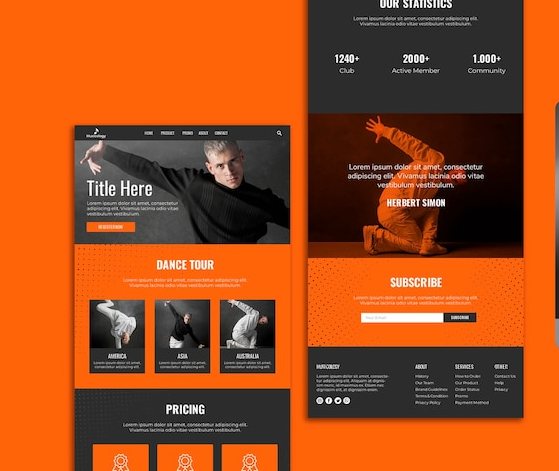 Musicology
HOME PRODUCT PROMO ABOUT CONTACT
Title Here
Lorem ipsum dolor sit amet, consectetur
adipiscing elit. Vivamus lacinia odio vitae
vestibulum vestibulum.
REGISTER NOW
DANCE TOUR
Lorem ipsum dolor sit amet, consectetur adipiscing elit.
Vivamus lacinia odio vitae vestibulum vestibulum.
AMERICA
Lorem ipsum dolor sit amet,
consectetur adipiscing elit.
ASIA
Lorem ipsum dolor sit amet,
consectetur adipiscing elit.
AUSTRALIA
Lorem ipsum dolor sit amet,
consectetur adipiscing elit.
PRICING
Lorem ipsum dolor sit amet, consectetur adipiscing elit.
Vivamus lacinia odio vitae vestibulum vestibulum.
OUR STATISTICS
Lorem ipsum dolor sit amet, consectetur adipiscing elit.
Vivamus lacinia odio vitae vestibulum vestibulum.
1240+
Club
2000+
Active Member
1.000+
Community
Lorem ipsum dolor sit amet, consectetur
adipiscing elit. Vivamus lacinia odio vitae
vestibulum vestibulum.
HERBERT SIMON
SUBSCRIBE
Lorem ipsum dolor sit amet, consectetur adipiscing elit.
Vivamus lacinia odio vitae vestibulum vestibulum.
Your Email
SUBSCRIBE
MUSICOLOGY
Lorem ipsum dolor sit amet,
consectetur adipiscing elit.
Vivamus lacinia odio vitae
vestibulum vestibulum.
ABOUT
History
Our Team
Brand Guidelines
Terms & Condition
Privacy Policy
SERVICES
How to Order
Our Product
Order Status
Promo
Payment Method
OTHER
Contact Us
Help
Privacy